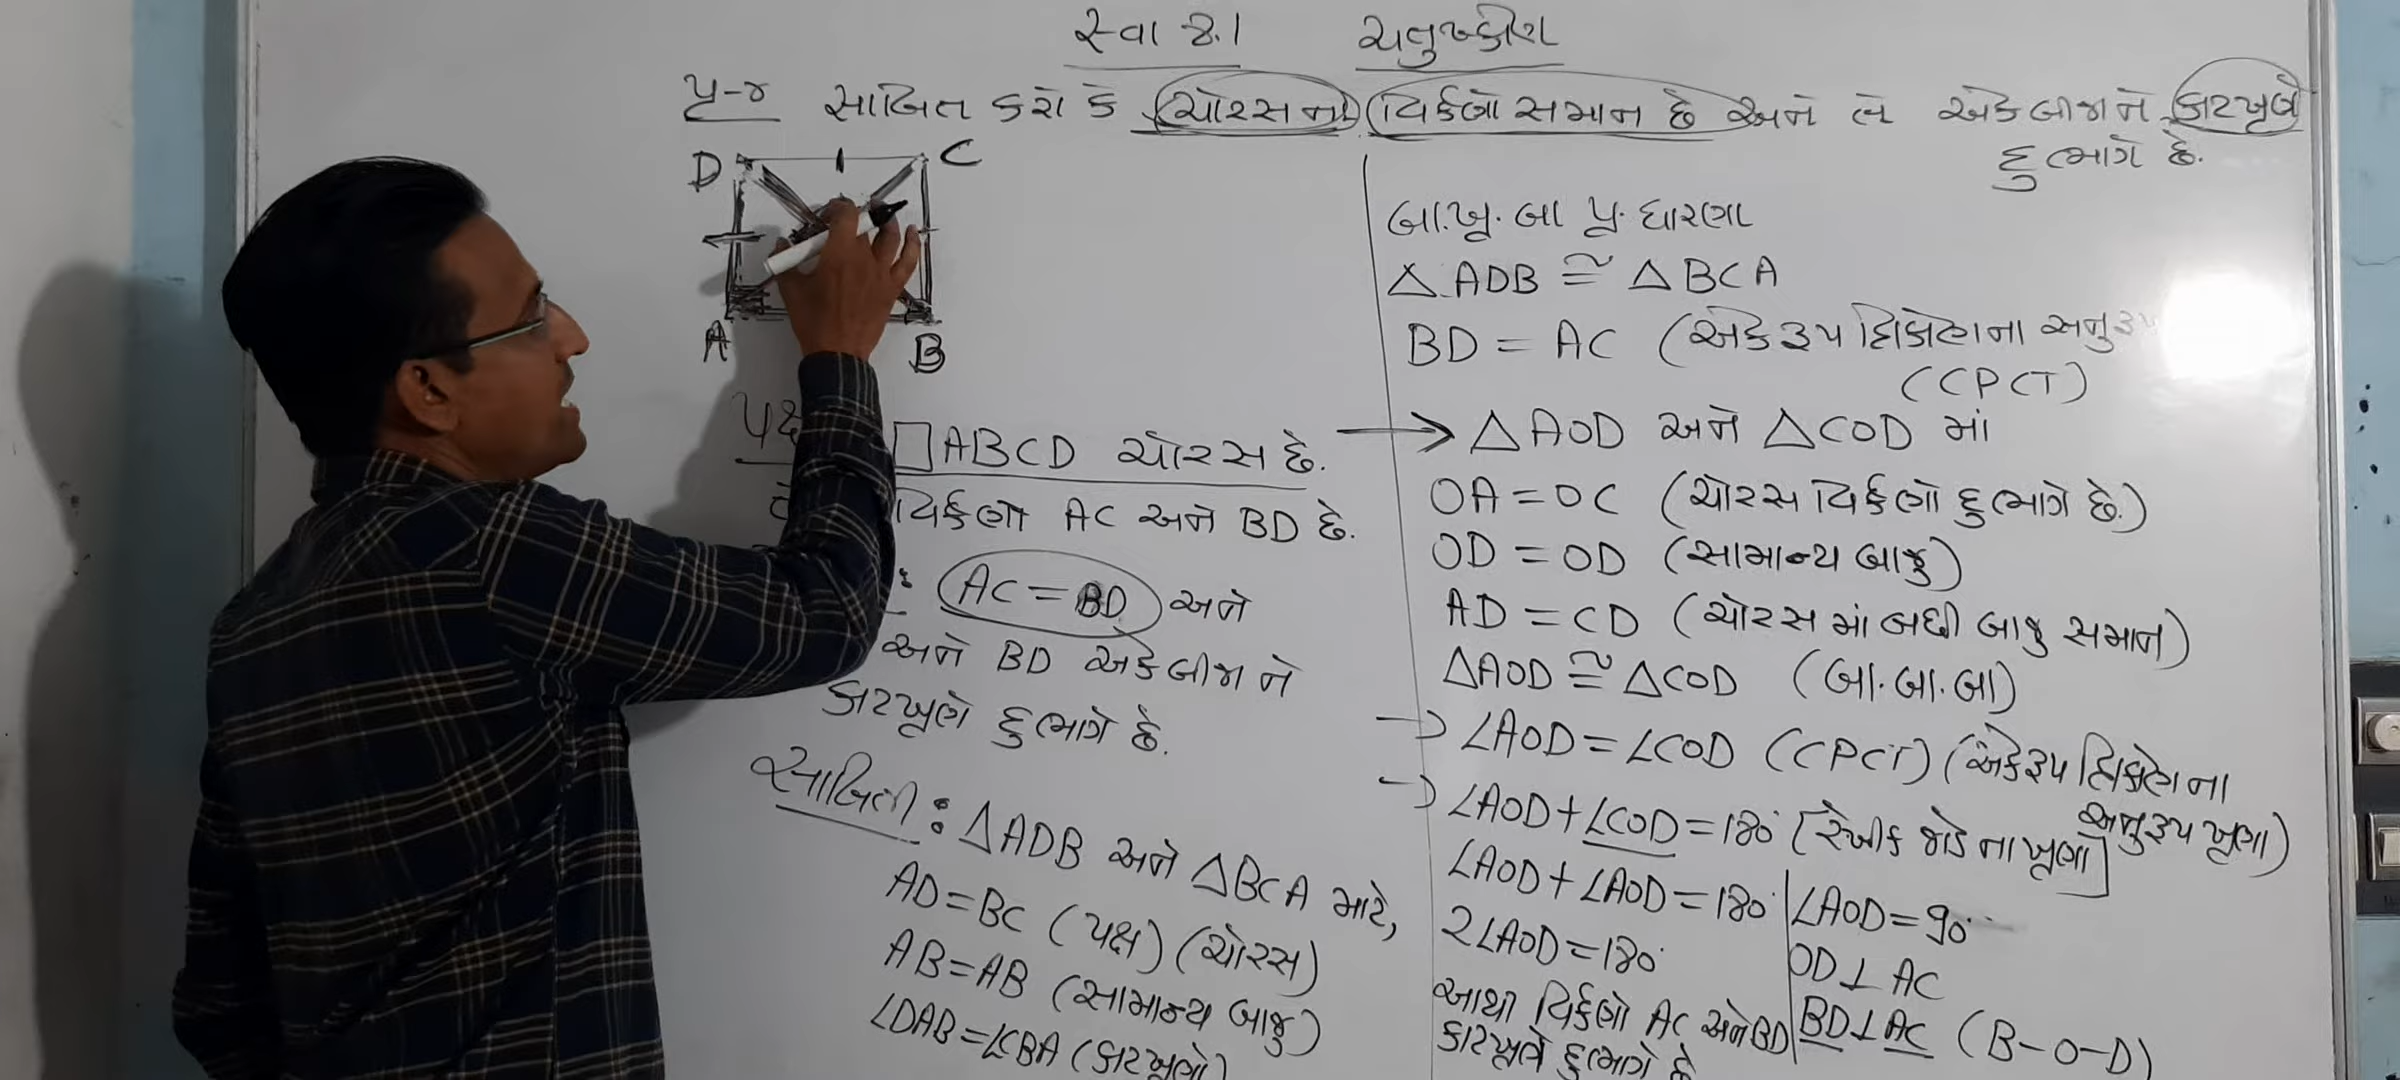 સ્વા 8.1 ચતુષ્કોણ
પ્ર-૪ સાબિત કરો કે ચોરસના વિકર્ણો સમાન છે અને તે એકબીજાને કાટખૂણે
દુભાગે છે.
D C
A B
□ABCD ચોરસ છે.
વિકર્ણો AC અને BD છે.
: AC = BD અને
અને BD એકબીજાને
કાટખૂણે દુભાગે છે.
સાબિતી : △ADB અને △BCA માટે,
AD = BC (પક્ષ) (ચોરસ)
AB = AB (સામાન્ય બાજુ)
∠DAB = ∠CBA (કાટખૂણો)
બા.ખૂ.બા પૂ. ધારણા
△ADB ≅ △BCA
BD = AC (એકરૂપ ત્રિકોણના અનુરૂપ
(CPCT)
→ △AOD અને △COD માં
OA = OC (ચોરસ વિકર્ણો દુભાગે છે.)
OD = OD (સામાન્ય બાજુ)
AD = CD (ચોરસ માં બધી બાજુ સમાન)
△AOD ≅ △COD (બા.બા.બા)
→ ∠AOD = ∠COD (CPCT) (એકરૂપ ત્રિકોણના
અનુરૂપ ખૂણા)
→ ∠AOD + ∠COD = 180° [રેખીક જોડના ખૂણા]
∠AOD + ∠AOD = 180°
2∠AOD = 180°
આથી વિકર્ણો AC અને BD
કાટખૂણે દુભાગે છે
∠AOD = 90°
OD ⊥ AC
BD ⊥ AC (B-O-D)